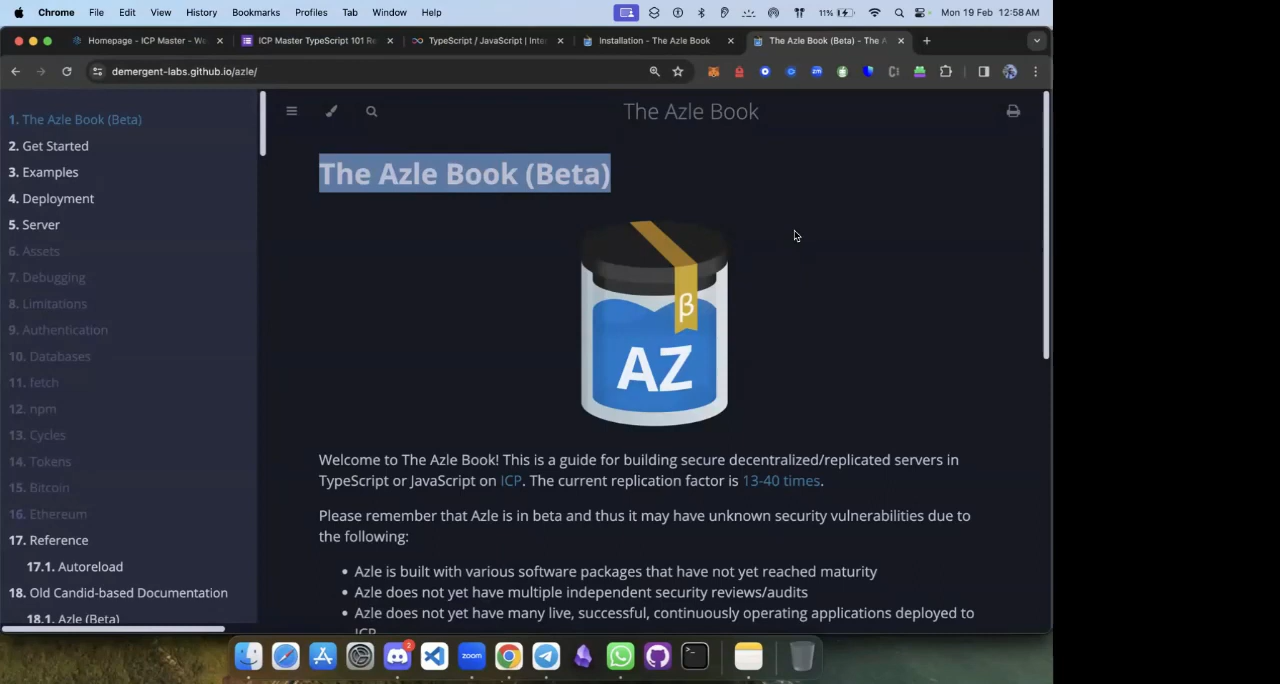 Chrome File Edit View History Bookmarks Profiles Tab Window Help 11% Mon 19 Feb 12:58 AM
Homepage - ICP Master - W
ICP Master TypeScript 101 Re
TypeScript / JavaScript | Inte
Installation - The Azle Book
The Azle Book (Beta) - The A
demergent-labs.github.io/azle/
1. The Azle Book (Beta)
2. Get Started
3. Examples
4. Deployment
5. Server
6. Assets
7. Debugging
8. Limitations
9. Authentication
10. Databases
11. fetch
12. npm
13. Cycles
14. Tokens
15. Bitcoin
16. Ethereum
17. Reference
17.1. Autoreload
18. Old Candid-based Documentation
18.1. Azle (Beta)
The Azle Book
The Azle Book (Beta)
β
AZ
Welcome to The Azle Book! This is a guide for building secure decentralized/replicated servers in
TypeScript or JavaScript on ICP. The current replication factor is 13-40 times.
Please remember that Azle is in beta and thus it may have unknown security vulnerabilities due to
the following:
• Azle is built with various software packages that have not yet reached maturity
• Azle does not yet have multiple independent security reviews/audits
• Azle does not yet have many live, successful, continuously operating applications deployed to
ICP
2
zoom